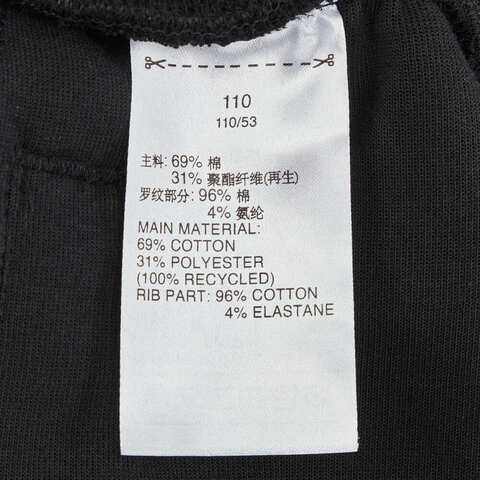 110
110/53
主料: 69% 棉
31% 聚酯纤维(再生)
罗纹部分: 96% 棉
4% 氨纶
MAIN MATERIAL:
69% COTTON
31% POLYESTER
(100% RECYCLED)
RIB PART: 96% COTTON
4% ELASTANE